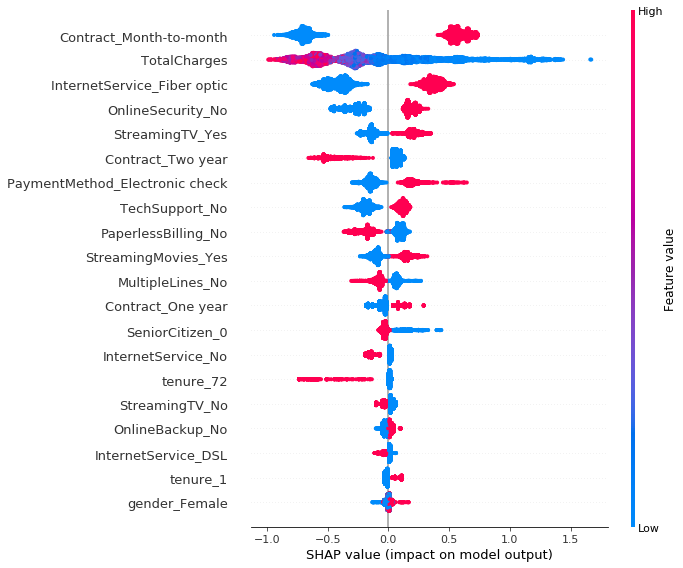 Contract_Month-to-month
TotalCharges
InternetService_Fiber optic
OnlineSecurity_No
StreamingTV_Yes
Contract_Two year
PaymentMethod_Electronic check
TechSupport_No
PaperlessBilling_No
StreamingMovies_Yes
MultipleLines_No
Contract_One year
SeniorCitizen_0
InternetService_No
tenure_72
StreamingTV_No
OnlineBackup_No
InternetService_DSL
tenure_1
gender_Female
−1.0 −0.5 0.0 0.5 1.0 1.5
SHAP value (impact on model output)
High
Feature value
Low